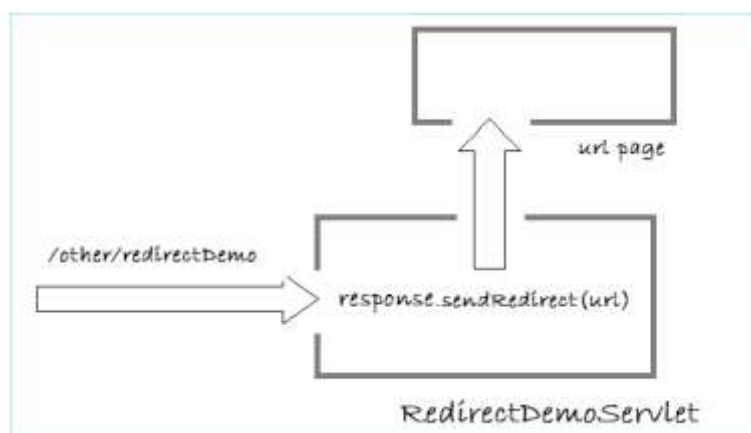 url page
/other/redirectDemo
response.sendRedirect(url)
RedirectDemoServlet